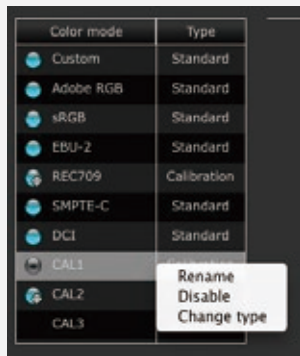 Color mode Type
Custom Standard
Adobe RGB Standard
sRGB Standard
EBU-2 Standard
REC709 Calibration
SMPTE-C Standard
DCI Standard
CAL1
Rename
Disable
Change type
CAL2
CAL3